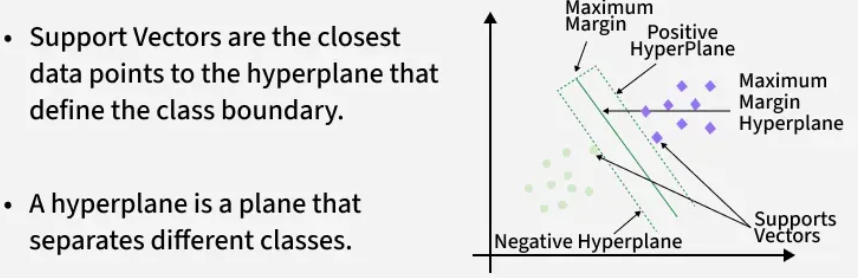 • Support Vectors are the closest
data points to the hyperplane that
define the class boundary.
• A hyperplane is a plane that
separates different classes.
Maximum
Margin
Positive
HyperPlane
Maximum
Margin
Hyperplane
Supports
Vectors
Negative Hyperplane